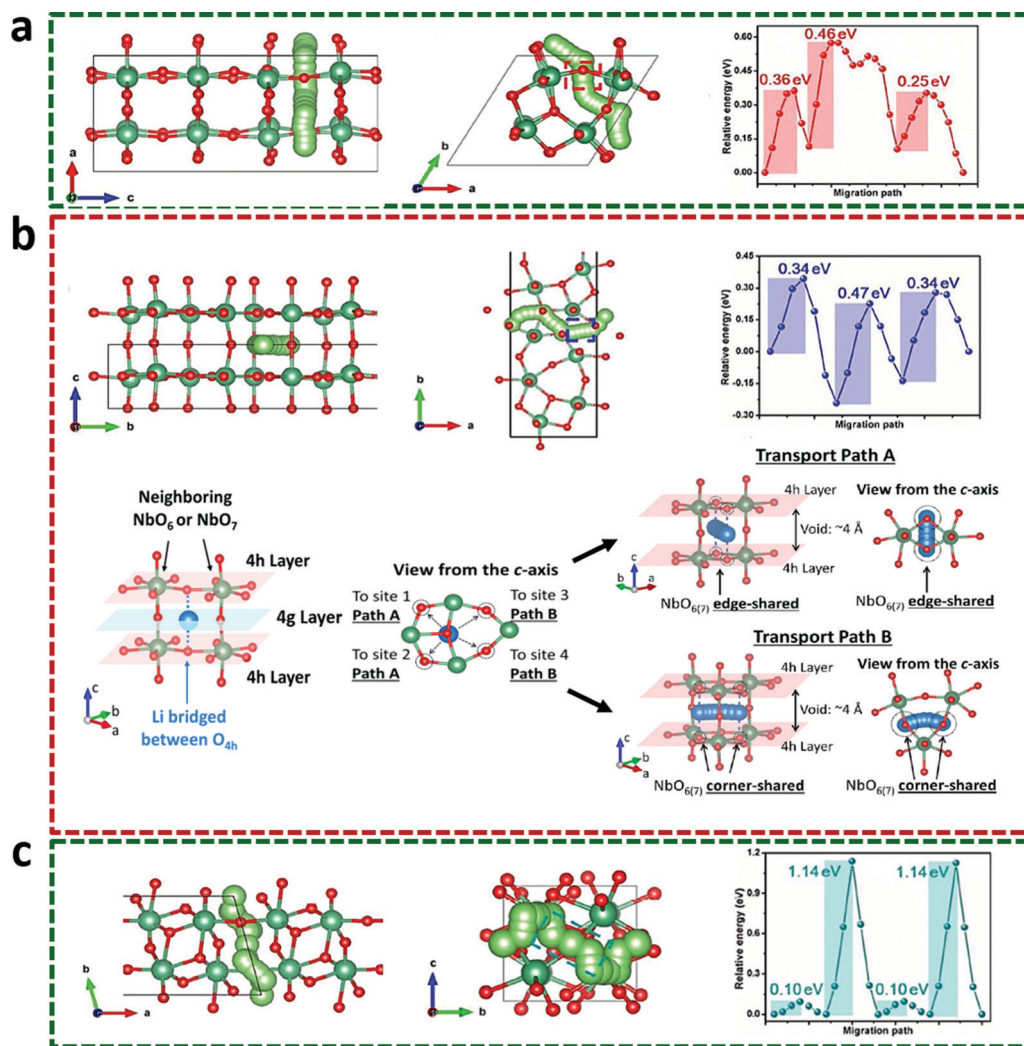 a
a
c
b
a
Relative energy (eV)
0.60
0.45
0.30
0.15
0.00
0.36 eV
0.46 eV
0.25 eV
Migration path
b
c
b
b
a
Relative energy (eV)
0.45
0.30
0.15
0.00
-0.15
-0.30
0.34 eV
0.47 eV
0.34 eV
Migration path
Neighboring
NbO6 or NbO7
4h Layer
4g Layer
4h Layer
c
b
a
Li bridged
between O4h
View from the c-axis
To site 1
Path A
To site 3
Path B
To site 2
Path A
To site 4
Path B
Transport Path A
4h Layer
Void: ~4 Å
4h Layer
View from the c-axis
c
b
a
NbO6(7) edge-shared
NbO6(7) edge-shared
Transport Path B
4h Layer
Void: ~4 Å
4h Layer
View from the c-axis
c
b
a
NbO6(7) corner-shared
NbO6(7) corner-shared
c
b
a
c
b
Relative energy (eV)
1.2
0.9
0.6
0.3
0.0
1.14 eV
1.14 eV
0.10 eV
0.10 eV
Migration path